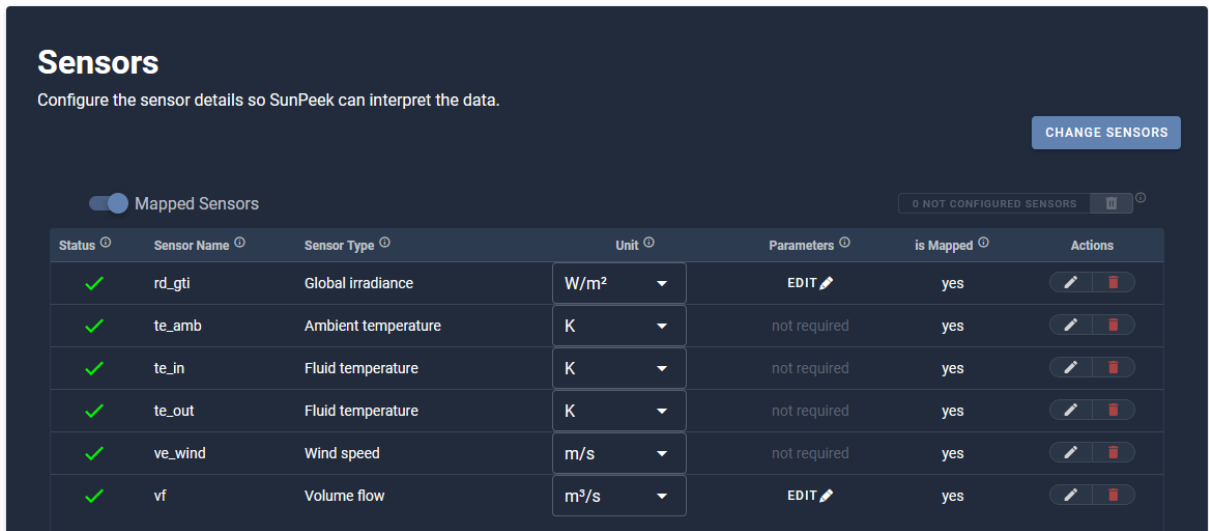 Sensors
Configure the sensor details so SunPeek can interpret the data.
CHANGE SENSORS
Mapped Sensors
0 NOT CONFIGURED SENSORS
Status Sensor Name Sensor Type Unit Parameters is Mapped Actions
rd_gti Global irradiance W/m² EDIT yes
te_amb Ambient temperature K not required yes
te_in Fluid temperature K not required yes
te_out Fluid temperature K not required yes
ve_wind Wind speed m/s not required yes
vf Volume flow m³/s EDIT yes